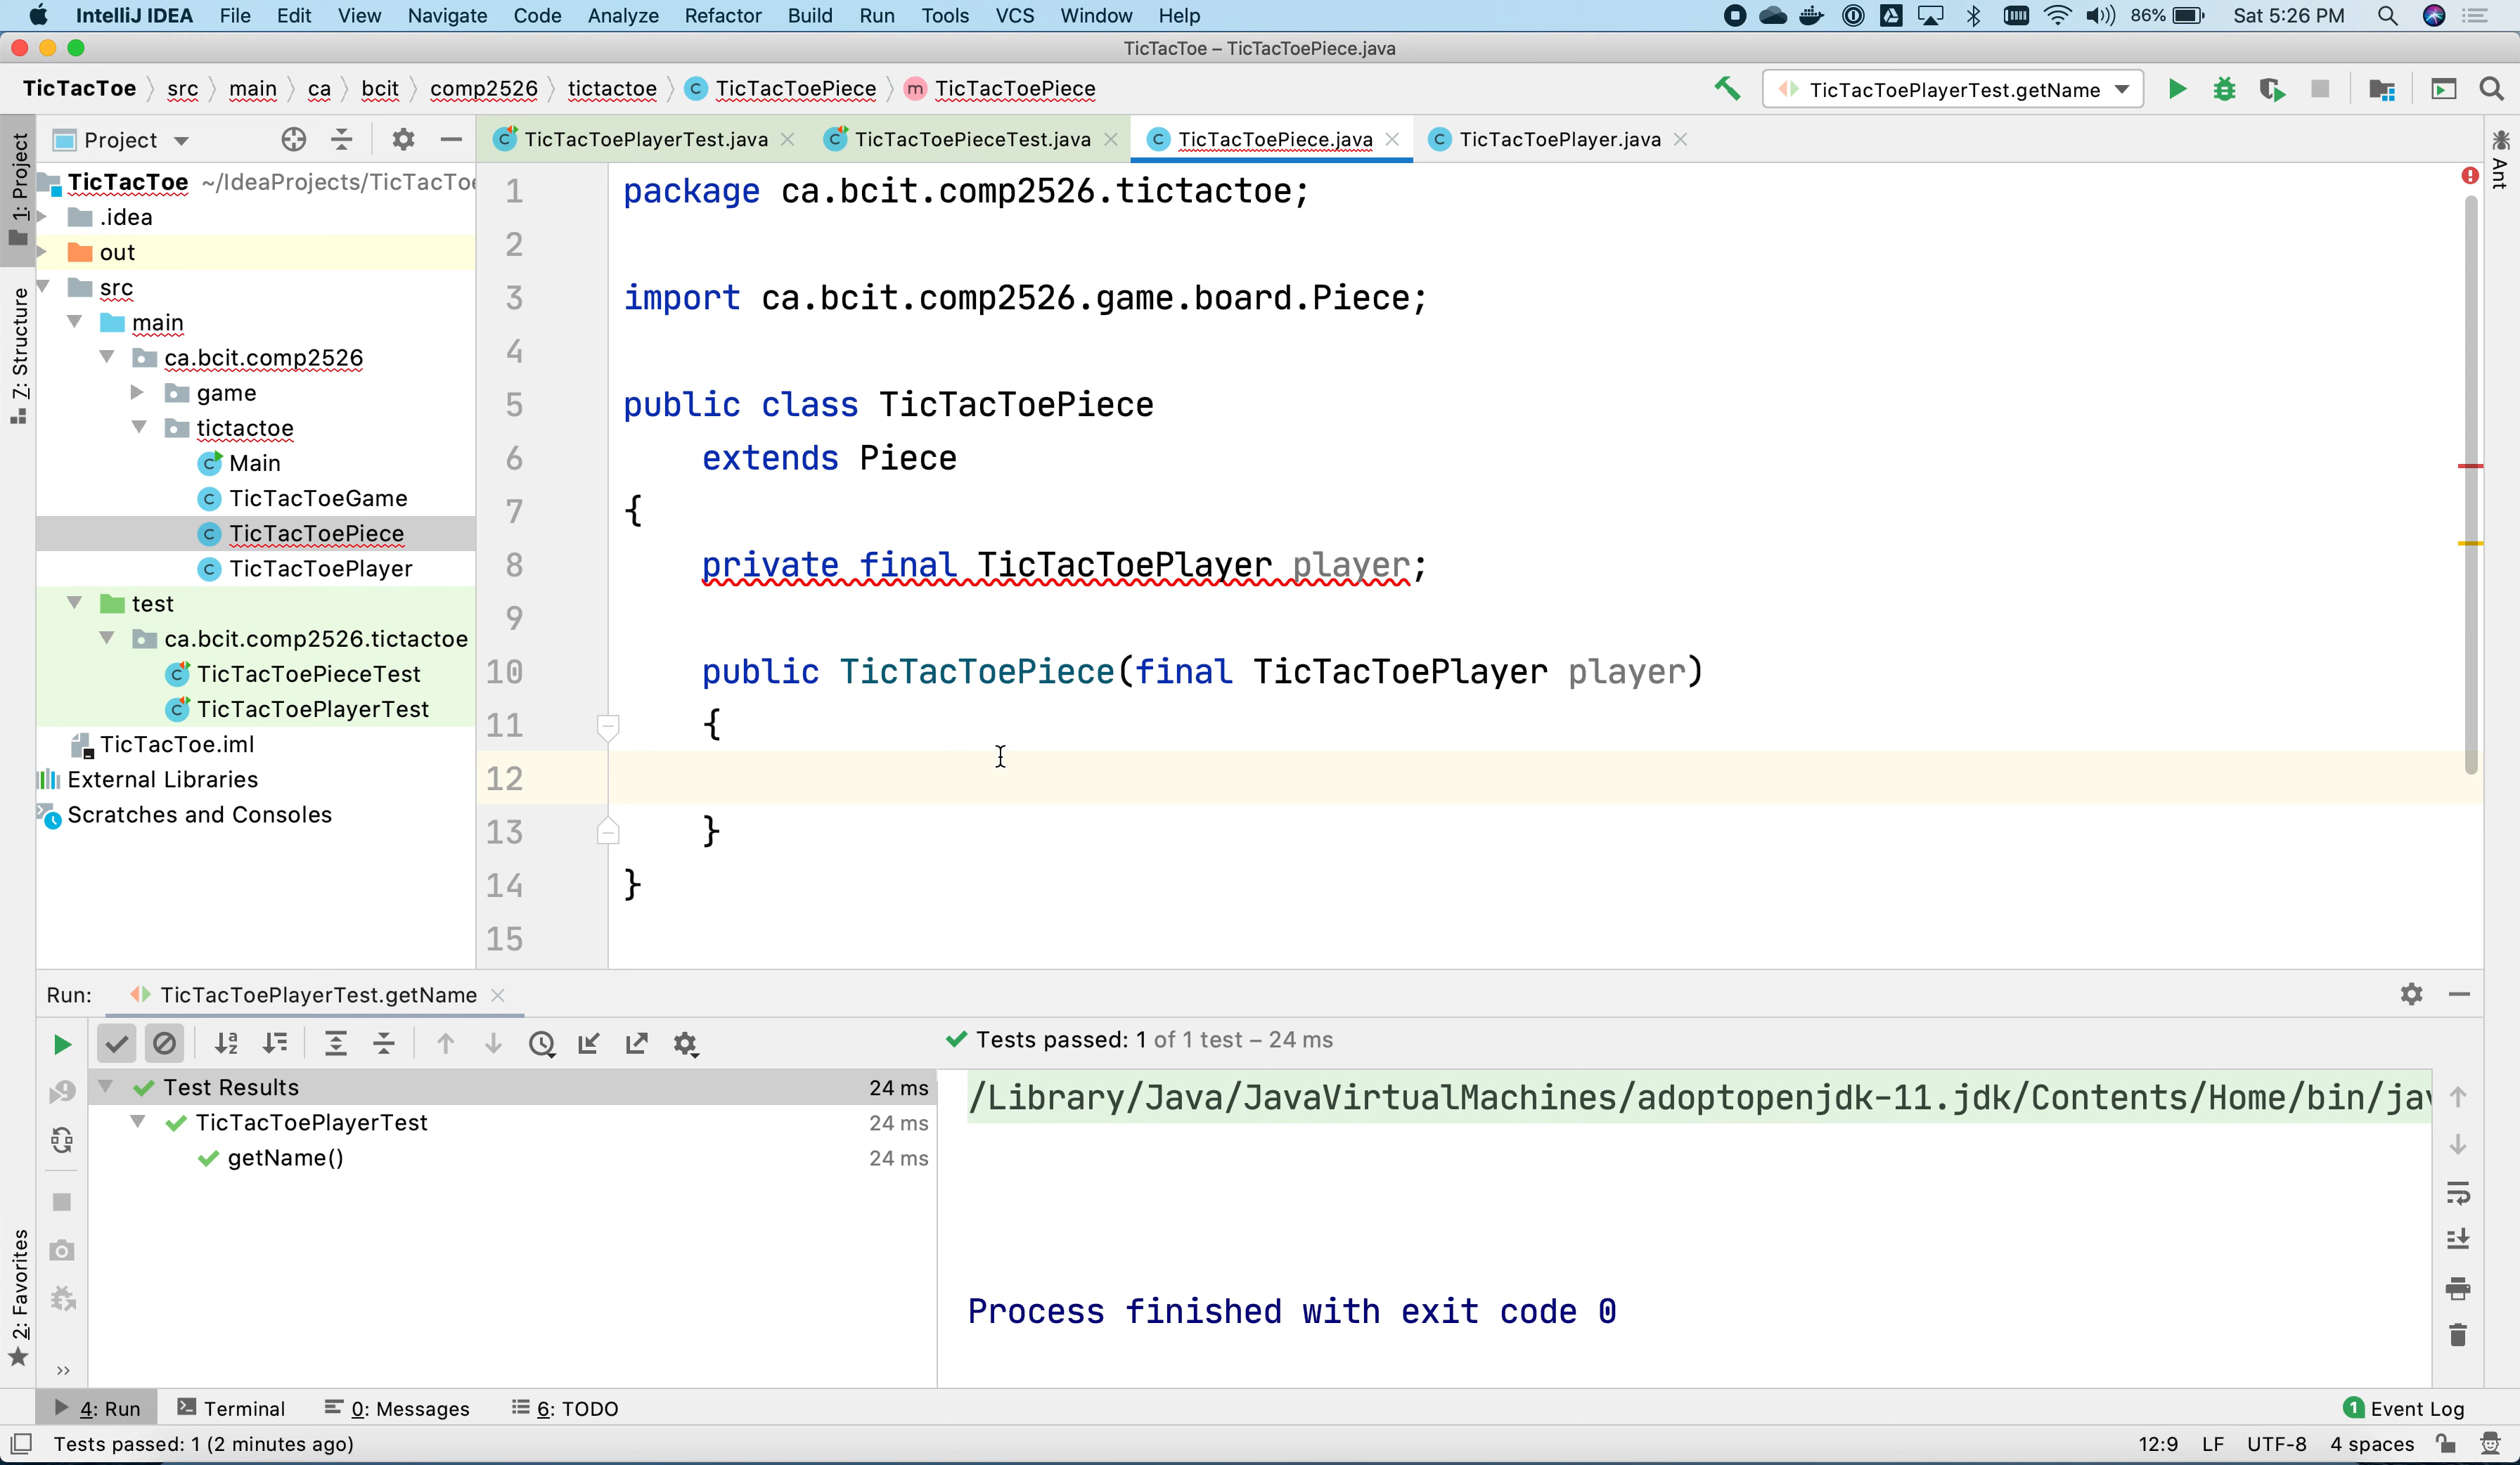 IntelliJ IDEA File Edit View Navigate Code Analyze Refactor Build Run Tools VCS Window Help 86% Sat 5:26 PM
TicTacToe – TicTacToePiece.java
TicTacToe src main ca bcit comp2526 tictactoe TicTacToePiece TicTacToePiece TicTacToePlayerTest.getName
Project TicTacToePlayerTest.java TicTacToePieceTest.java TicTacToePiece.java TicTacToePlayer.java
1: Project
7: Structure
2: Favorites
Ant
TicTacToe ~/IdeaProjects/TicTacToe
.idea
out
src
main
ca.bcit.comp2526
game
tictactoe
Main
TicTacToeGame
TicTacToePiece
TicTacToePlayer
test
ca.bcit.comp2526.tictactoe
TicTacToePieceTest
TicTacToePlayerTest
TicTacToe.iml
External Libraries
Scratches and Consoles
1 package ca.bcit.comp2526.tictactoe;
2
3 import ca.bcit.comp2526.game.board.Piece;
4
5 public class TicTacToePiece
6 extends Piece
7 {
8 private final TicTacToePlayer player;
9
10 public TicTacToePiece(final TicTacToePlayer player)
11 {
12
13 }
14 }
15
Run: TicTacToePlayerTest.getName
Tests passed: 1 of 1 test – 24 ms
Test Results 24 ms
TicTacToePlayerTest 24 ms
getName() 24 ms
/Library/Java/JavaVirtualMachines/adoptopenjdk-11.jdk/Contents/Home/bin/jav
Process finished with exit code 0
4: Run Terminal 0: Messages 6: TODO 1 Event Log
Tests passed: 1 (2 minutes ago) 12:9 LF UTF-8 4 spaces